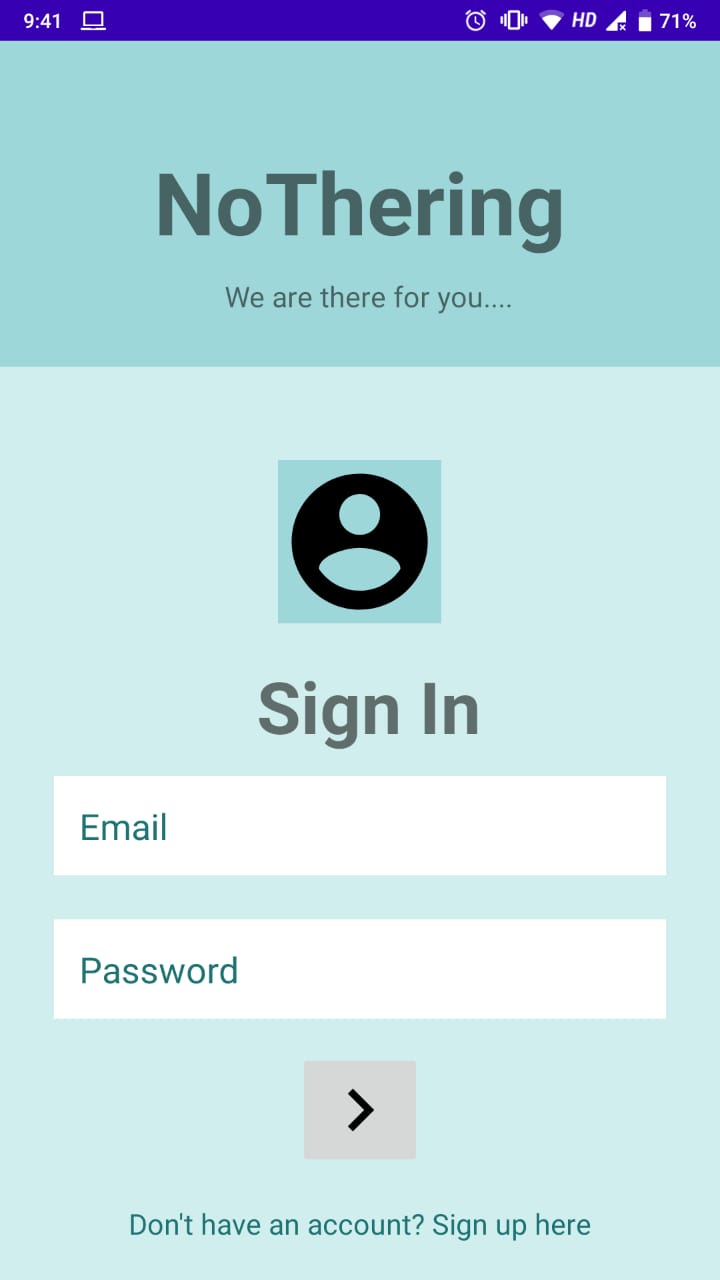 9:41 HD 71%
NoThering
We are there for you....
Sign In
Email
Password
Don't have an account? Sign up here